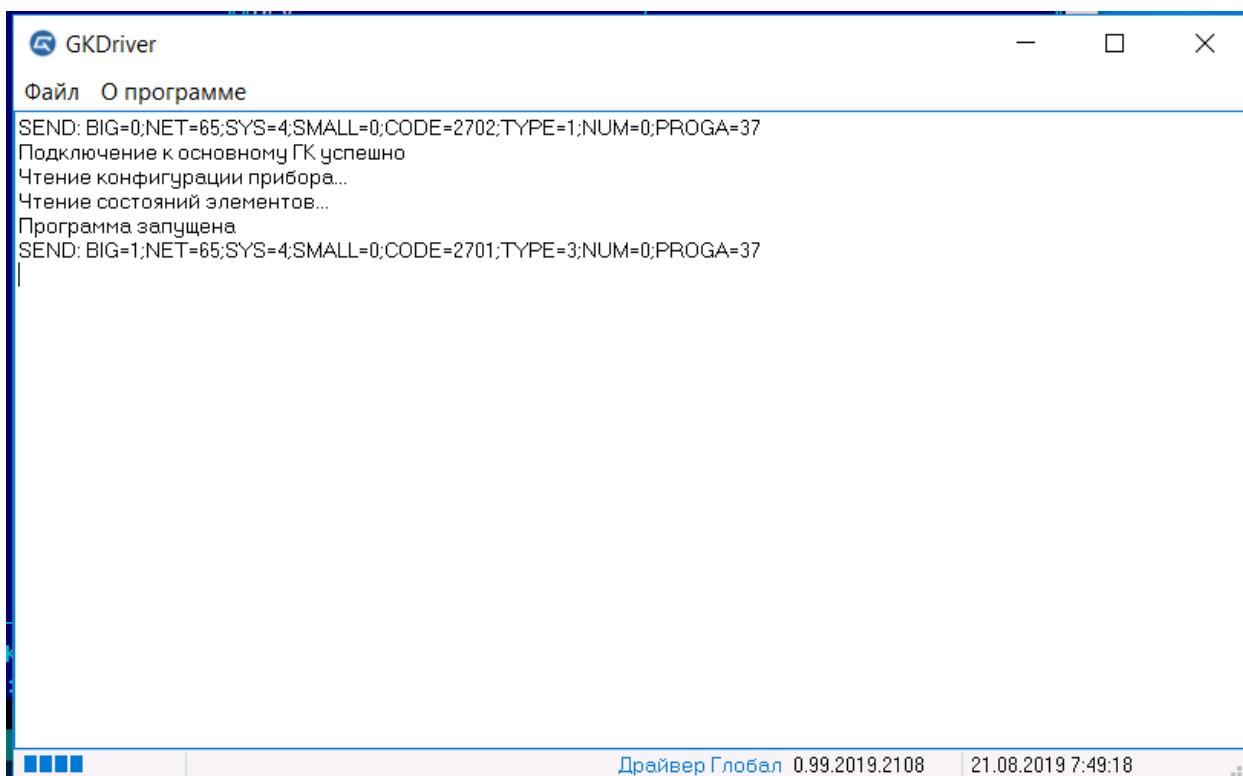 GKDriver
Файл О программе
SEND: BIG=0;NET=65;SYS=4;SMALL=0;CODE=2702;TYPE=1;NUM=0;PROGA=37
Подключение к основному ГК успешно
Чтение конфигурации прибора...
Чтение состояний элементов...
Программа запущена
SEND: BIG=1;NET=65;SYS=4;SMALL=0;CODE=2701;TYPE=3;NUM=0;PROGA=37
Драйвер Глобал 0.99.2019.2108 21.08.2019 7:49:18